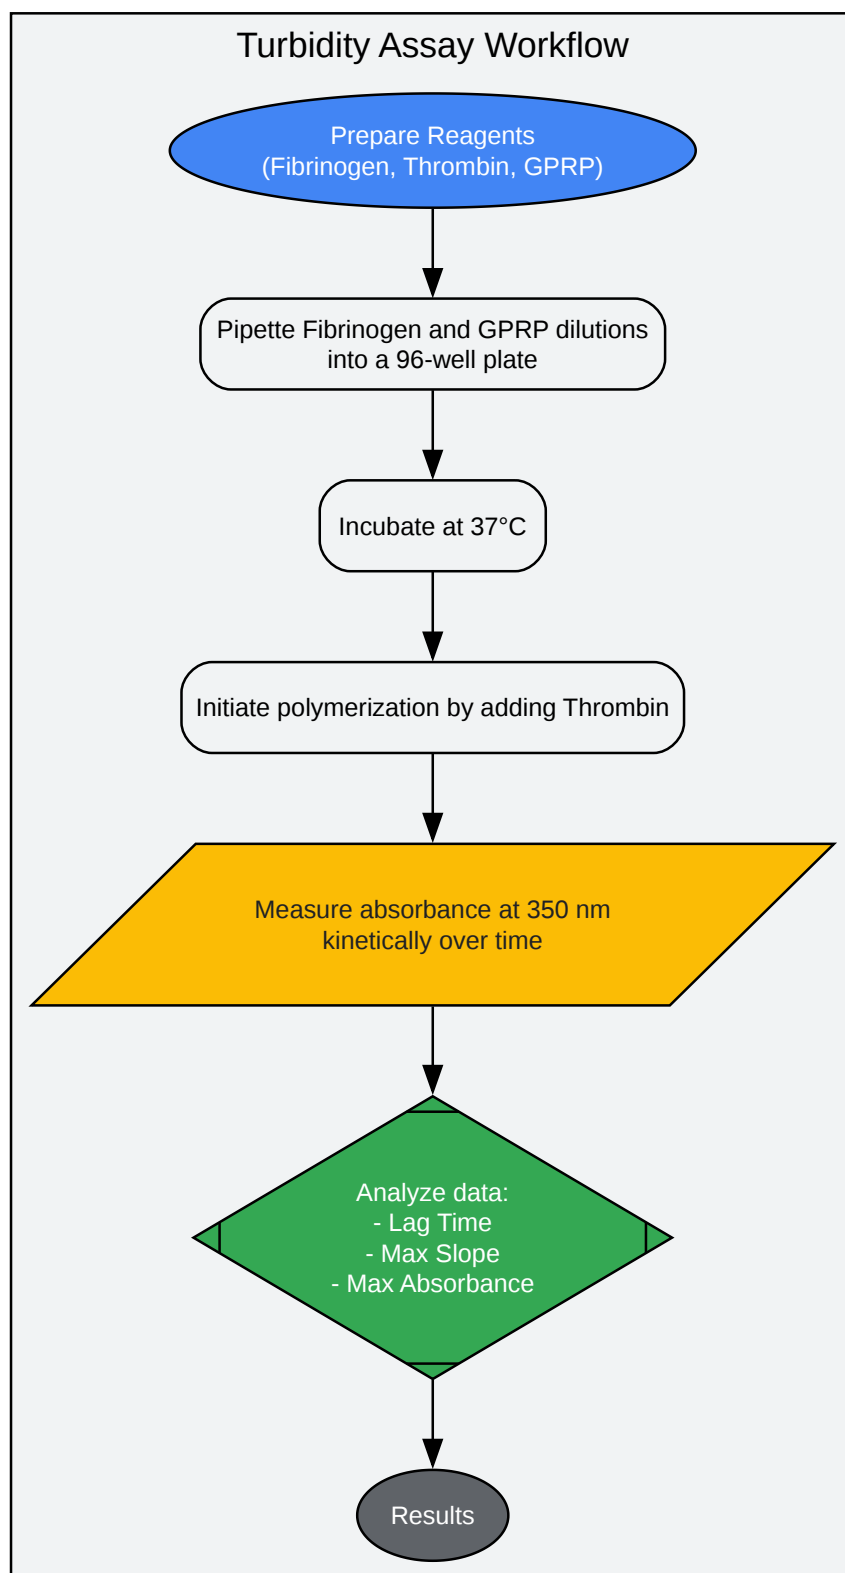 Turbidity Assay Workflow
Prepare Reagents
(Fibrinogen, Thrombin, GPRP)
Pipette Fibrinogen and GPRP dilutions
into a 96-well plate
Incubate at 37°C
Initiate polymerization by adding Thrombin
Measure absorbance at 350 nm
kinetically over time
Analyze data:
- Lag Time
- Max Slope
- Max Absorbance
Results